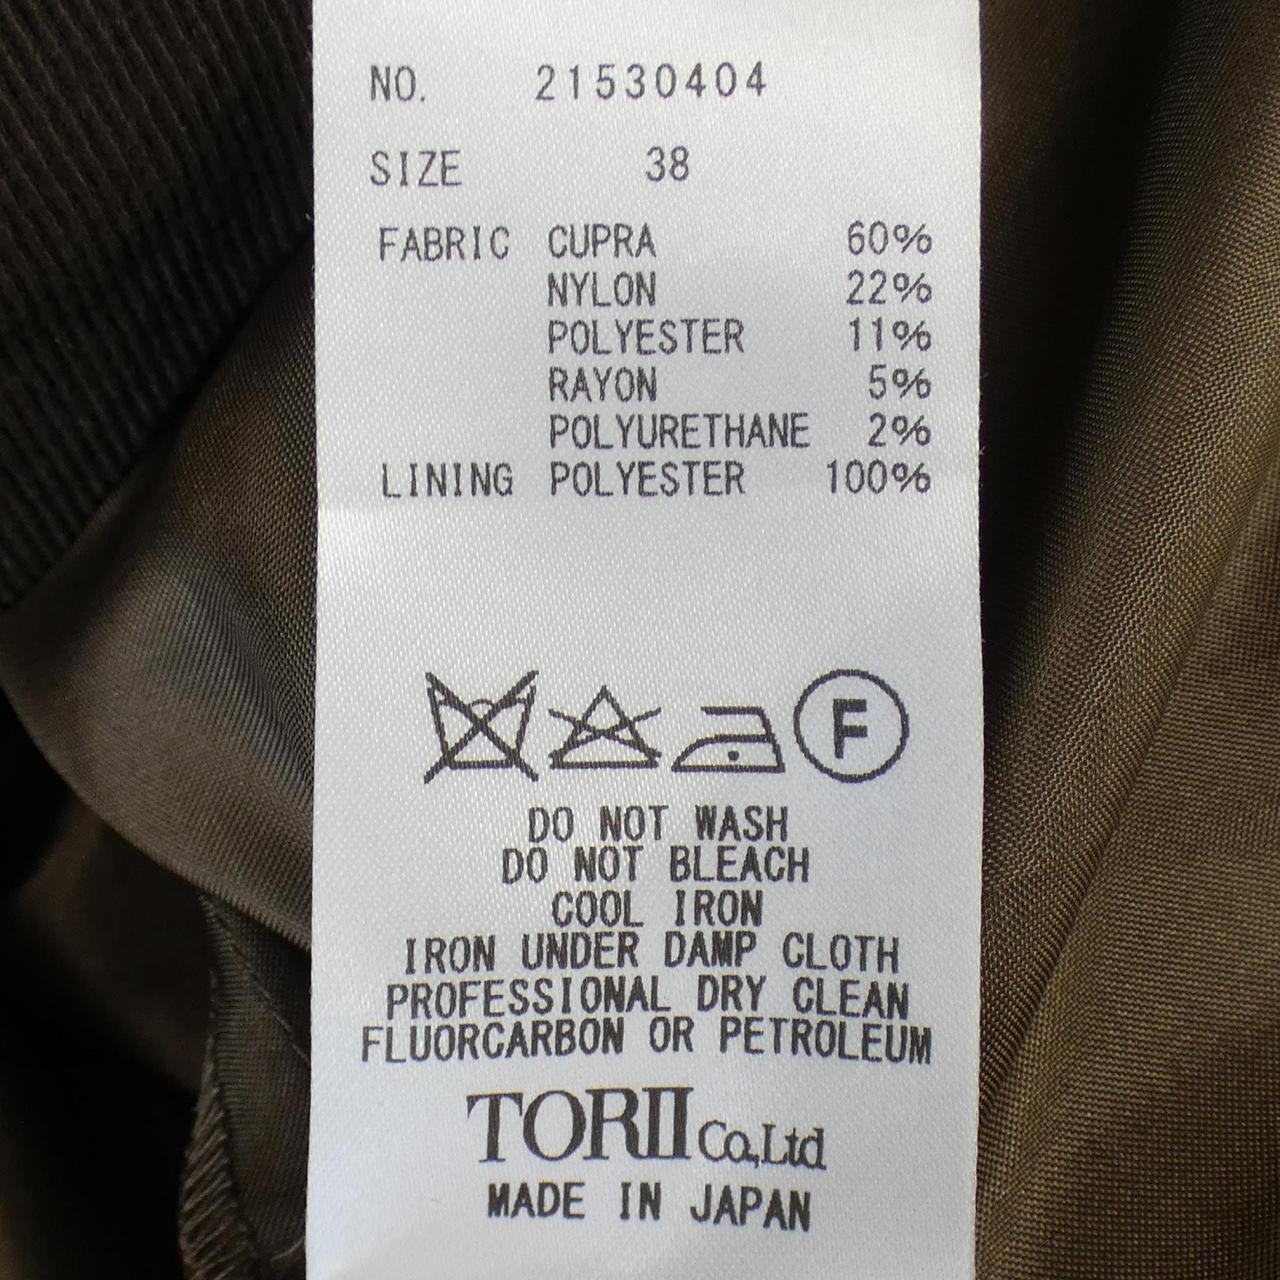 NO. 21530404
SIZE 38
FABRIC CUPRA 60%
NYLON 22%
POLYESTER 11%
RAYON 5%
POLYURETHANE 2%
LINING POLYESTER 100%
F
DO NOT WASH
DO NOT BLEACH
COOL IRON
IRON UNDER DAMP CLOTH
PROFESSIONAL DRY CLEAN
FLUORCARBON OR PETROLEUM
TORII Co,Ltd
MADE IN JAPAN